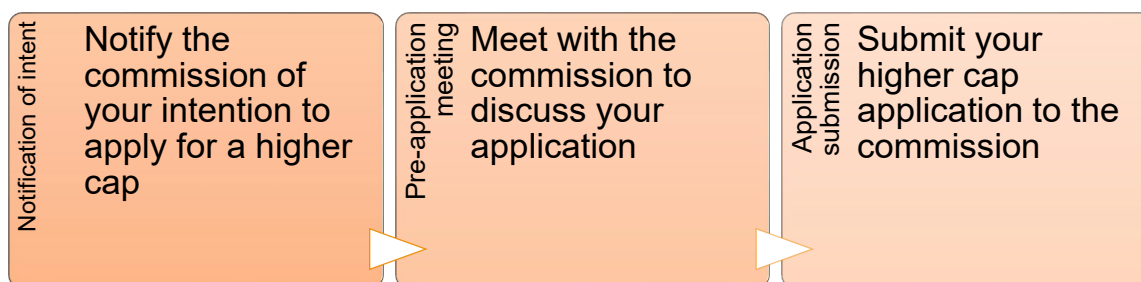 Notification of intent
Notify the
commission of
your intention to
apply for a higher
cap
Pre-application
meeting
Meet with the
commission to
discuss your
application
Application
submission
Submit your
higher cap
application to the
commission